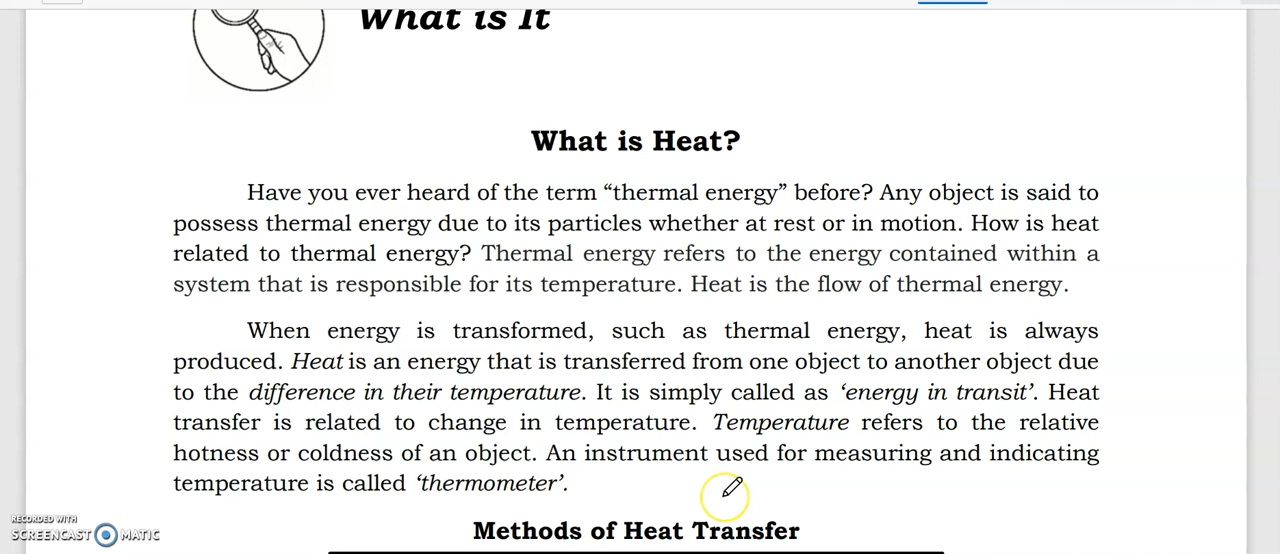 What is It
What is Heat?
Have you ever heard of the term “thermal energy” before? Any object is said to
possess thermal energy due to its particles whether at rest or in motion. How is heat
related to thermal energy? Thermal energy refers to the energy contained within a
system that is responsible for its temperature. Heat is the flow of thermal energy.
When energy is transformed, such as thermal energy, heat is always
produced. Heat is an energy that is transferred from one object to another object due
to the difference in their temperature. It is simply called as ‘energy in transit’. Heat
transfer is related to change in temperature. Temperature refers to the relative
hotness or coldness of an object. An instrument used for measuring and indicating
temperature is called ‘thermometer’.
Methods of Heat Transfer
RECORDED WITH
SCREENCAST MATIC